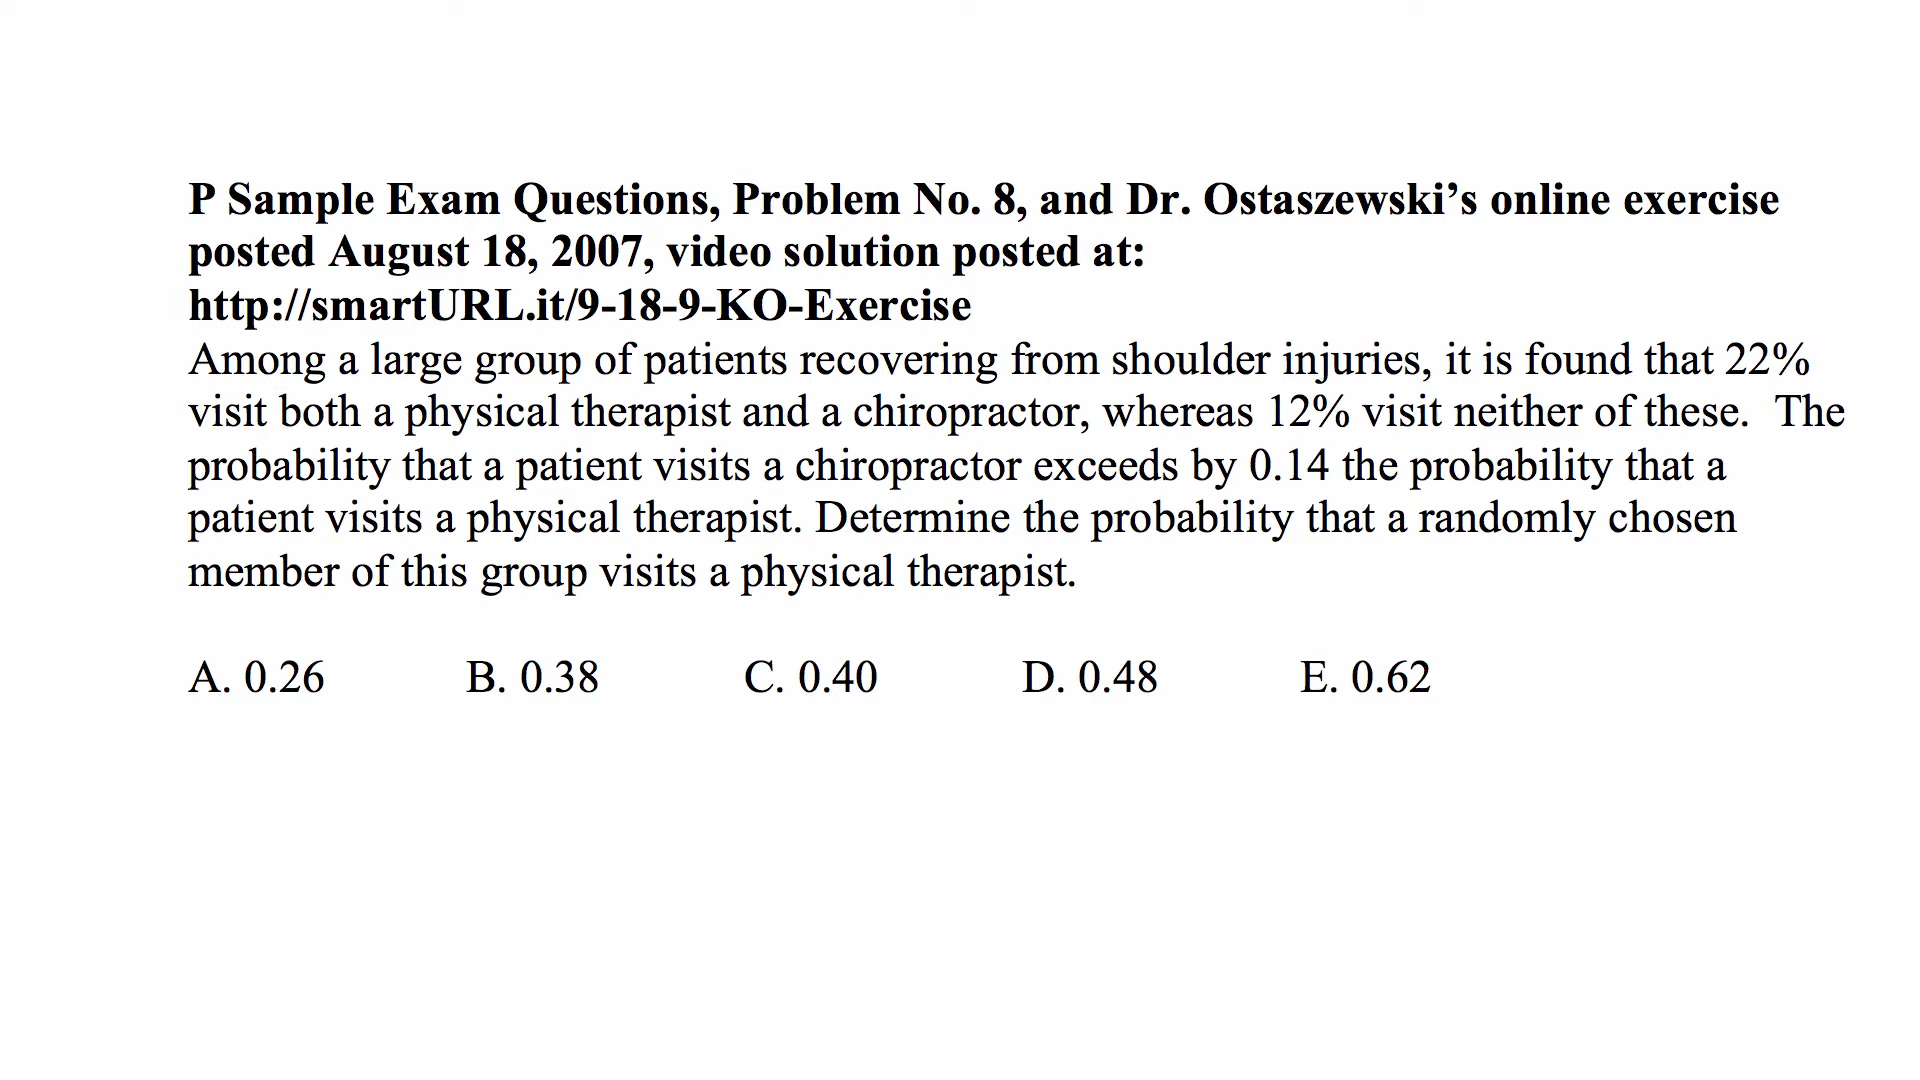 P Sample Exam Questions, Problem No. 8, and Dr. Ostaszewski’s online exercise
posted August 18, 2007, video solution posted at:
http://smartURL.it/9-18-9-KO-Exercise
Among a large group of patients recovering from shoulder injuries, it is found that 22%
visit both a physical therapist and a chiropractor, whereas 12% visit neither of these.  The
probability that a patient visits a chiropractor exceeds by 0.14 the probability that a
patient visits a physical therapist. Determine the probability that a randomly chosen
member of this group visits a physical therapist.
A. 0.26 B. 0.38 C. 0.40 D. 0.48 E. 0.62